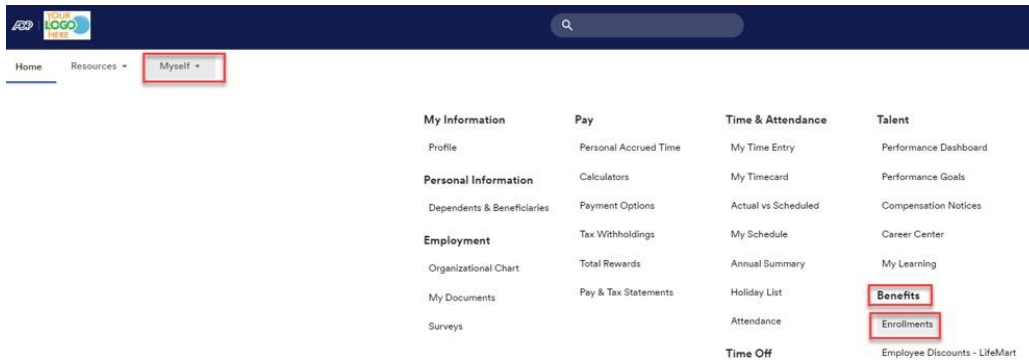 ADP
YOUR
LOGO
HERE
Home
Resources
Myself
My Information
Profile
Personal Information
Dependents & Beneficiaries
Employment
Organizational Chart
My Documents
Surveys
Pay
Personal Accrued Time
Calculators
Payment Options
Tax Withholdings
Total Rewards
Pay & Tax Statements
Time & Attendance
My Time Entry
My Timecard
Actual vs Scheduled
My Schedule
Annual Summary
Holiday List
Attendance
Time Off
Talent
Performance Dashboard
Performance Goals
Compensation Notices
Career Center
My Learning
Benefits
Enrollments
Employee Discounts - LifeMart